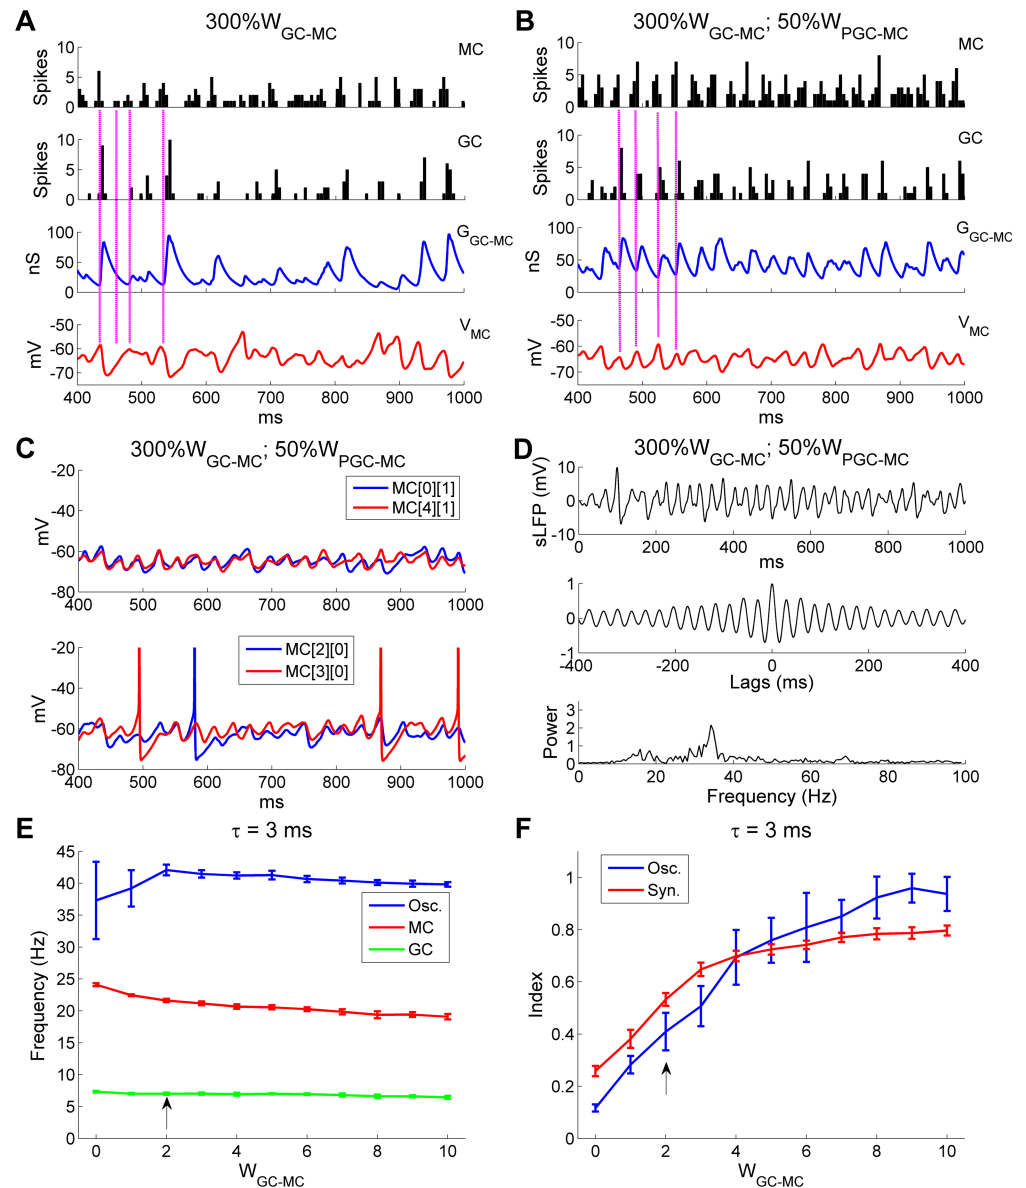 A
300%W_GC-MC
MC
Spikes
10
5
0
GC
Spikes
10
5
0
G_GC-MC
nS
100
50
0
V_MC
mV
-50
-60
-70
400 500 600 700 800 900 1000
ms
B
300%W_GC-MC; 50%W_PGC-MC
MC
Spikes
10
5
0
GC
Spikes
10
5
0
G_GC-MC
nS
100
50
0
V_MC
mV
-50
-60
-70
400 500 600 700 800 900 1000
ms
C
300%W_GC-MC; 50%W_PGC-MC
MC[0][1]
MC[4][1]
mV
-20
-40
-60
-80
400 500 600 700 800 900 1000
MC[2][0]
MC[3][0]
mV
-20
-40
-60
-80
400 500 600 700 800 900 1000
ms
D
300%W_GC-MC; 50%W_PGC-MC
sLFP (mV)
10
0
-10
0 200 400 600 800 1000
ms
1
0
-1
-400 -200 0 200 400
Lags (ms)
Power
3
2
1
0
0 20 40 60 80 100
Frequency (Hz)
E
τ = 3 ms
Frequency (Hz)
45
40
35
30
25
20
15
10
5
0
Osc.
MC
GC
0 2 4 6 8 10
W_GC-MC
F
τ = 3 ms
Index
1
0.8
0.6
0.4
0.2
0
Osc.
Syn.
0 2 4 6 8 10
W_GC-MC